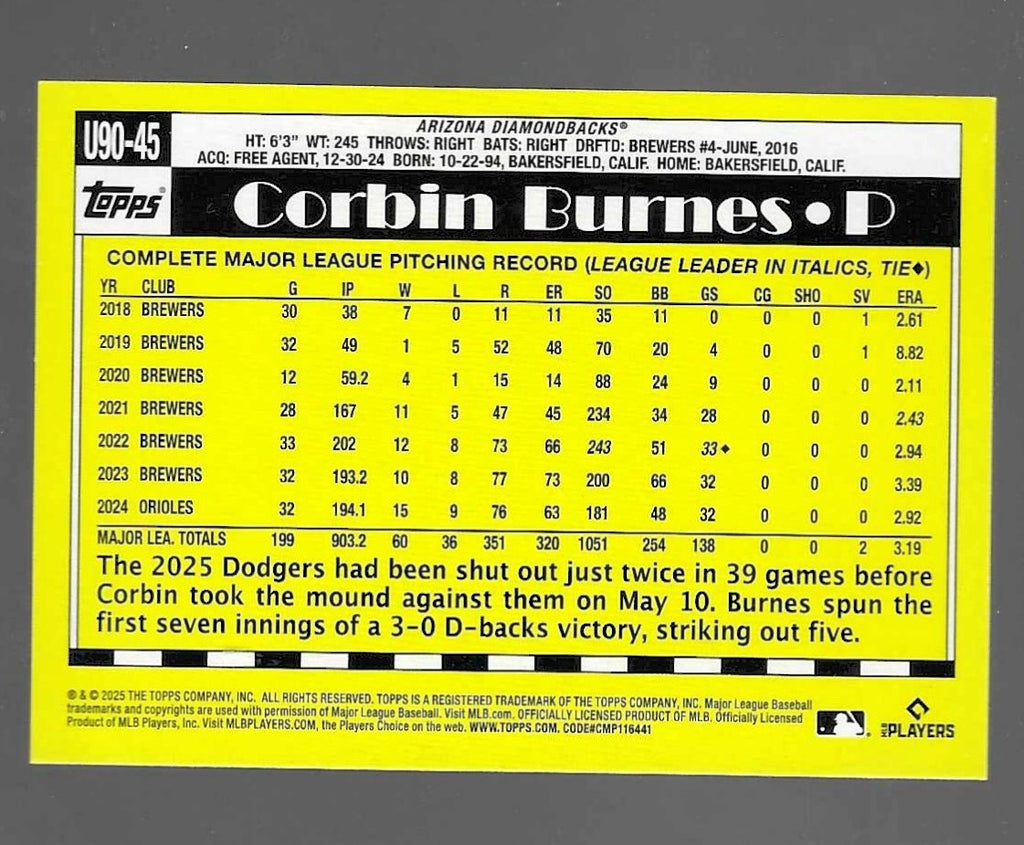 U90-45
ARIZONA DIAMONDBACKS®
HT: 6'3" WT: 245 THROWS: RIGHT BATS: RIGHT DRFTD: BREWERS #4-JUNE, 2016
ACQ: FREE AGENT, 12-30-24 BORN: 10-22-94, BAKERSFIELD, CALIF. HOME: BAKERSFIELD, CALIF.
topps®
Corbin Burnes • P
COMPLETE MAJOR LEAGUE PITCHING RECORD (LEAGUE LEADER IN ITALICS, TIE◆)
YR CLUB G IP W L R ER SO BB GS CG SHO SV ERA
2018 BREWERS 30 38 7 0 11 11 35 11 0 0 0 1 2.61
2019 BREWERS 32 49 1 5 52 48 70 20 4 0 0 1 8.82
2020 BREWERS 12 59.2 4 1 15 14 88 24 9 0 0 0 2.11
2021 BREWERS 28 167 11 5 47 45 234 34 28 0 0 0 2.43
2022 BREWERS 33 202 12 8 73 66 243 51 33◆ 0 0 0 2.94
2023 BREWERS 32 193.2 10 8 77 73 200 66 32 0 0 0 3.39
2024 ORIOLES 32 194.1 15 9 76 63 181 48 32 0 0 0 2.92
MAJOR LEA. TOTALS 199 903.2 60 36 351 320 1051 254 138 0 0 2 3.19
The 2025 Dodgers had been shut out just twice in 39 games before
Corbin took the mound against them on May 10. Burnes spun the
first seven innings of a 3-0 D-backs victory, striking out five.
® & © 2025 THE TOPPS COMPANY, INC. ALL RIGHTS RESERVED. TOPPS IS A REGISTERED TRADEMARK OF THE TOPPS COMPANY, INC. Major League Baseball
trademarks and copyrights are used with permission of Major League Baseball. Visit MLB.com. OFFICIALLY LICENSED PRODUCT OF MLB. Officially Licensed
Product of MLB Players, Inc. Visit MLBPLAYERS.COM, the Players Choice on the web. WWW.TOPPS.COM. CODE#CMP116441
MLB PLAYERS